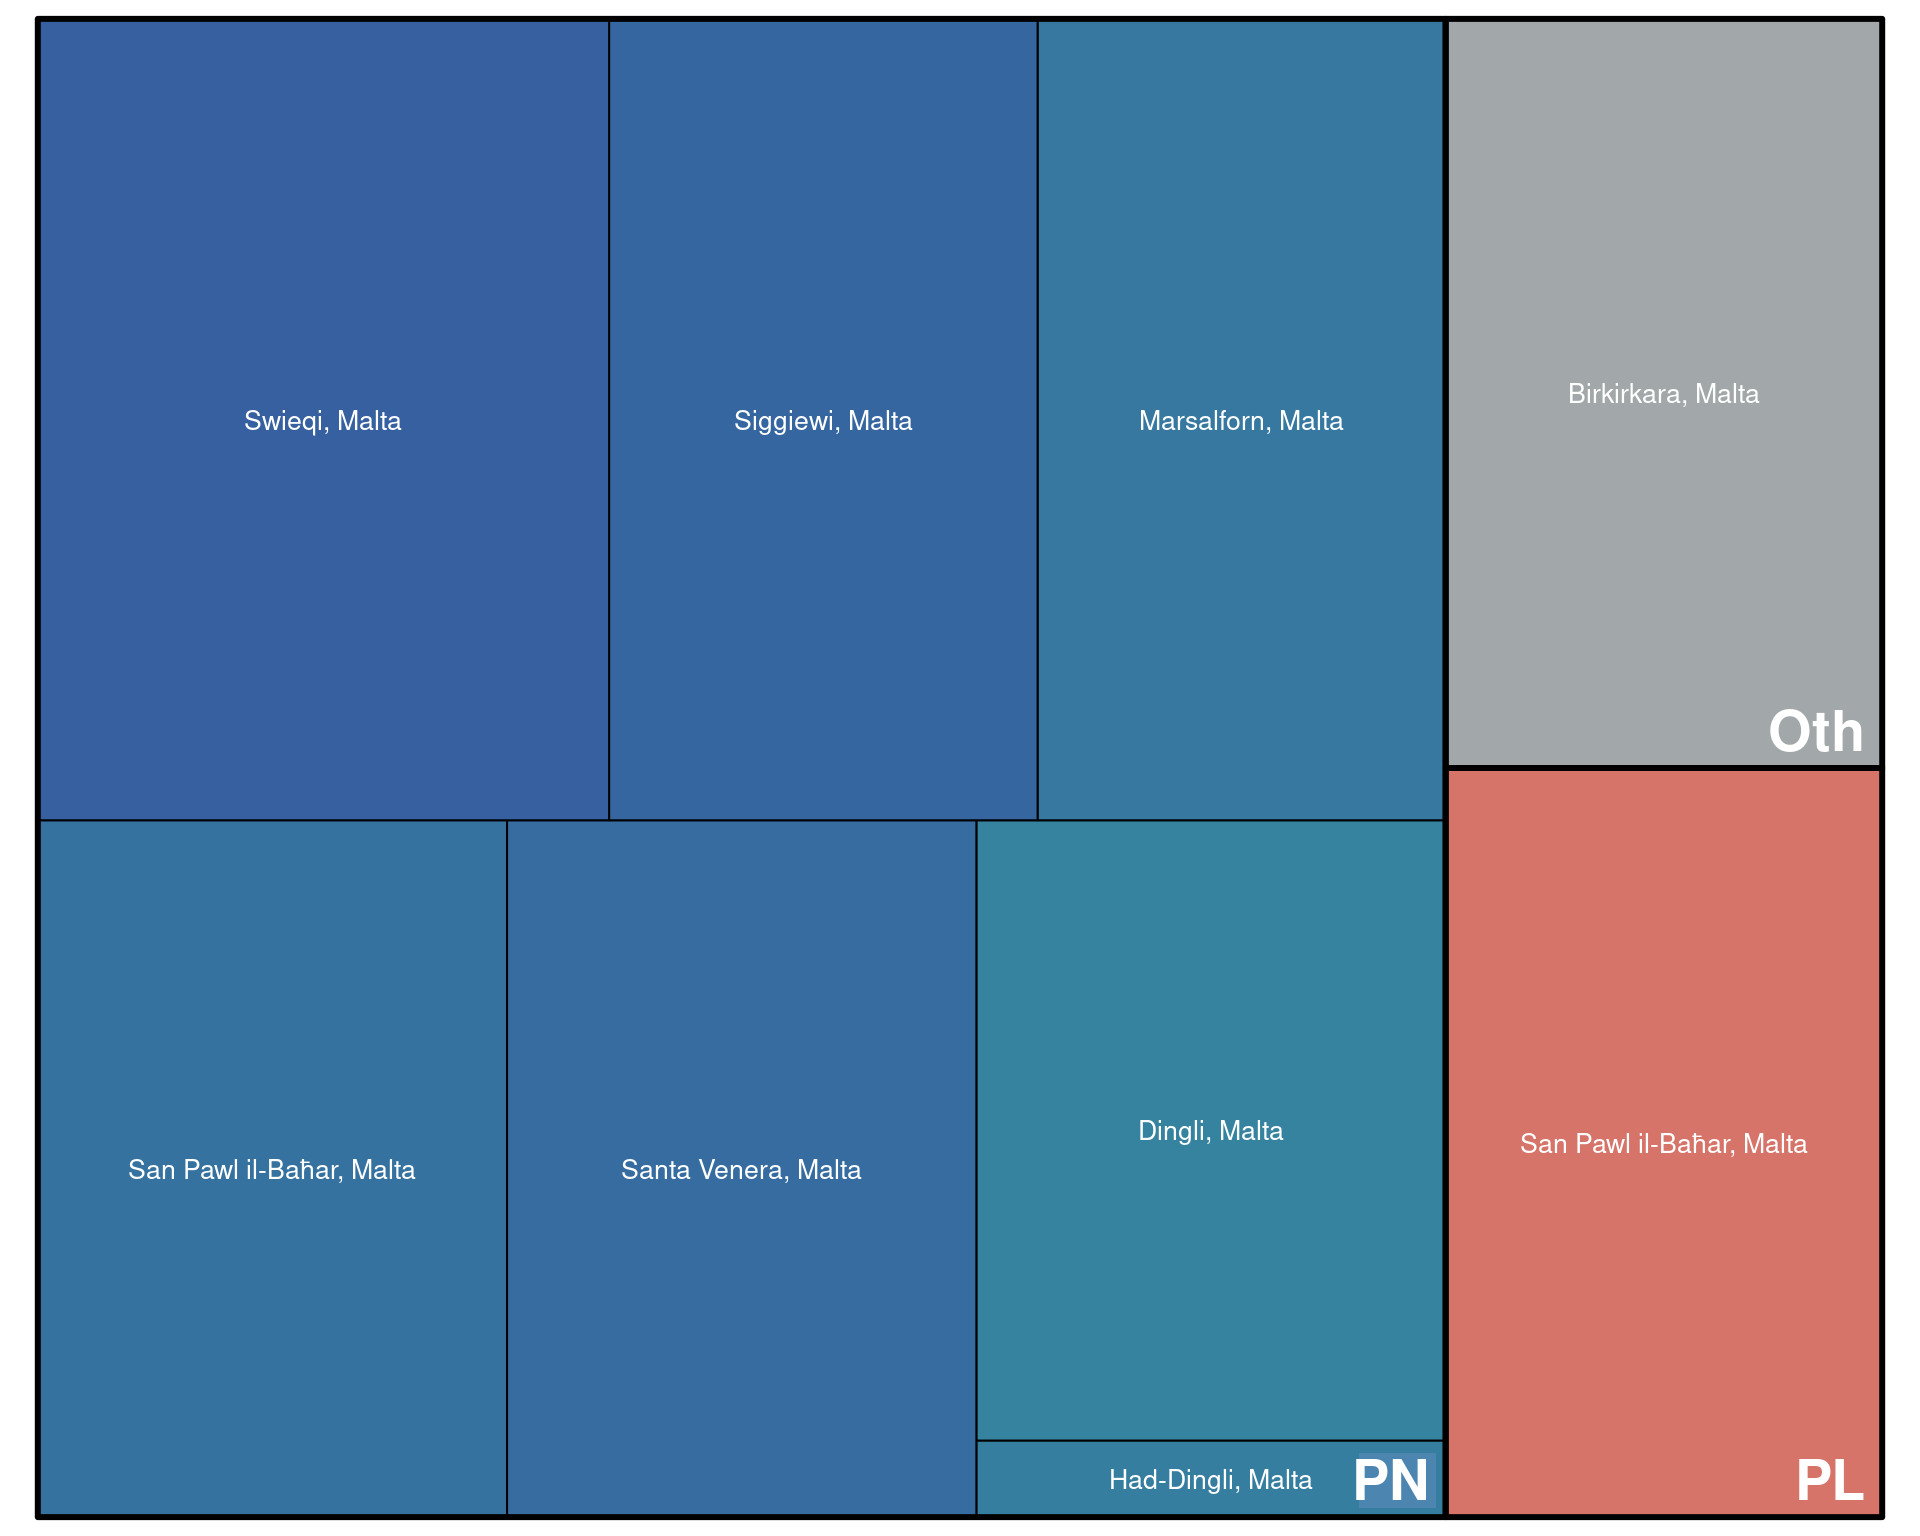 Swieqi, Malta
Siggiewi, Malta
Marsalforn, Malta
Birkirkara, Malta
Oth
San Pawl il-Baħar, Malta
Santa Venera, Malta
Dingli, Malta
Had-Dingli, Malta
PN
San Pawl il-Baħar, Malta
PL